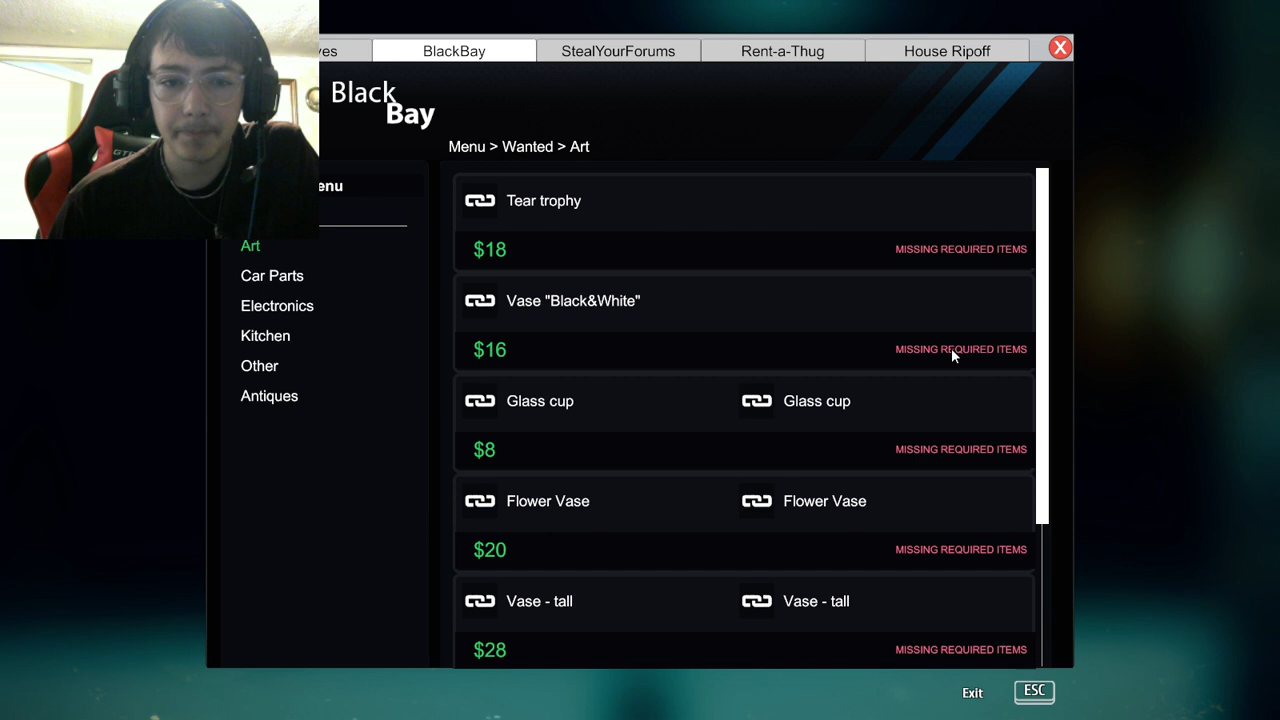 ves BlackBay StealYourForums Rent-a-Thug House Ripoff X
Black
Bay
Menu > Wanted > Art
enu
Art
Car Parts
Electronics
Kitchen
Other
Antiques
Tear trophy
$18 MISSING REQUIRED ITEMS
Vase "Black&White"
$16 MISSING REQUIRED ITEMS
Glass cup Glass cup
$8 MISSING REQUIRED ITEMS
Flower Vase Flower Vase
$20 MISSING REQUIRED ITEMS
Vase - tall Vase - tall
$28 MISSING REQUIRED ITEMS
Exit ESC